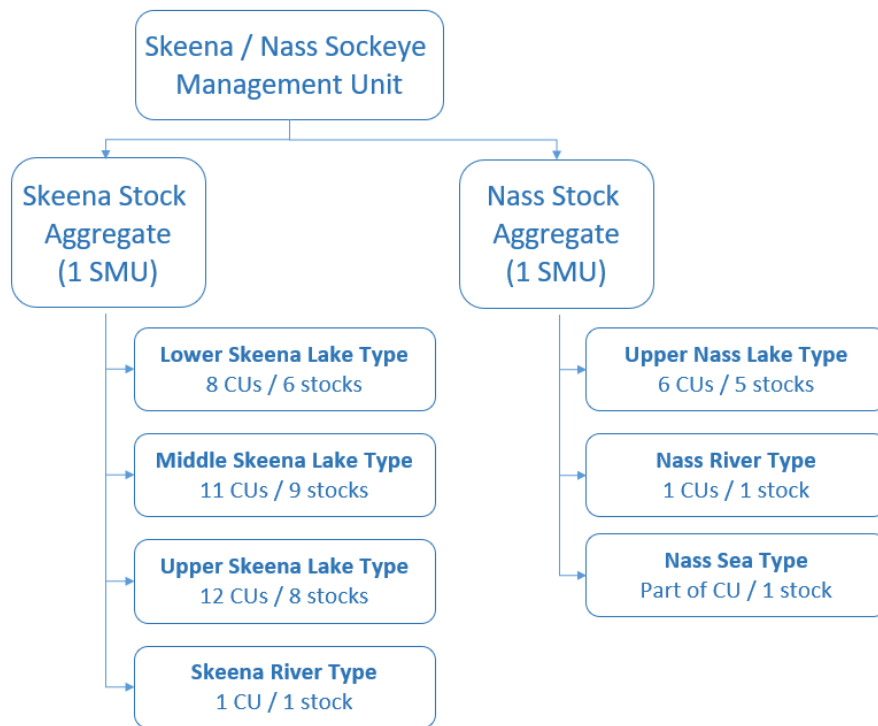 Skeena / Nass Sockeye
Management Unit
Skeena Stock
Aggregate
(1 SMU)
Nass Stock
Aggregate
(1 SMU)
Lower Skeena Lake Type
8 CUs / 6 stocks
Middle Skeena Lake Type
11 CUs / 9 stocks
Upper Skeena Lake Type
12 CUs / 8 stocks
Skeena River Type
1 CU / 1 stock
Upper Nass Lake Type
6 CUs / 5 stocks
Nass River Type
1 CUs / 1 stock
Nass Sea Type
Part of CU / 1 stock